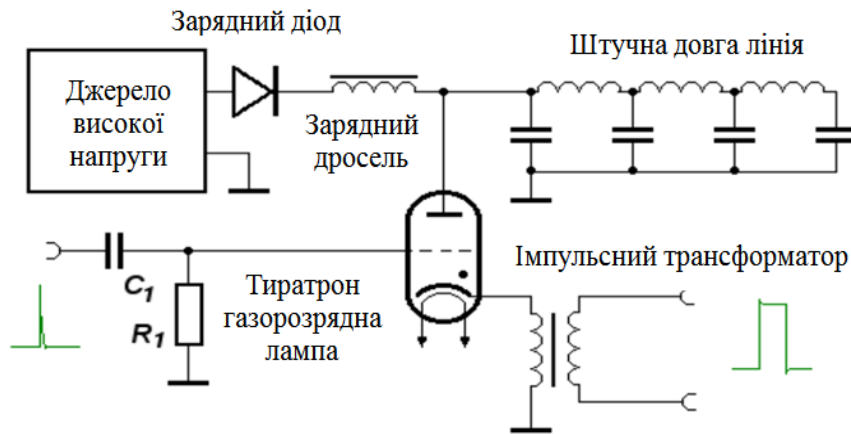 Зарядний діод
Штучна довга лінія
Джерело
високої
напруги
Зарядний
дросель
C1
R1
Тиратрон
газорозрядна
лампа
Імпульсний трансформатор